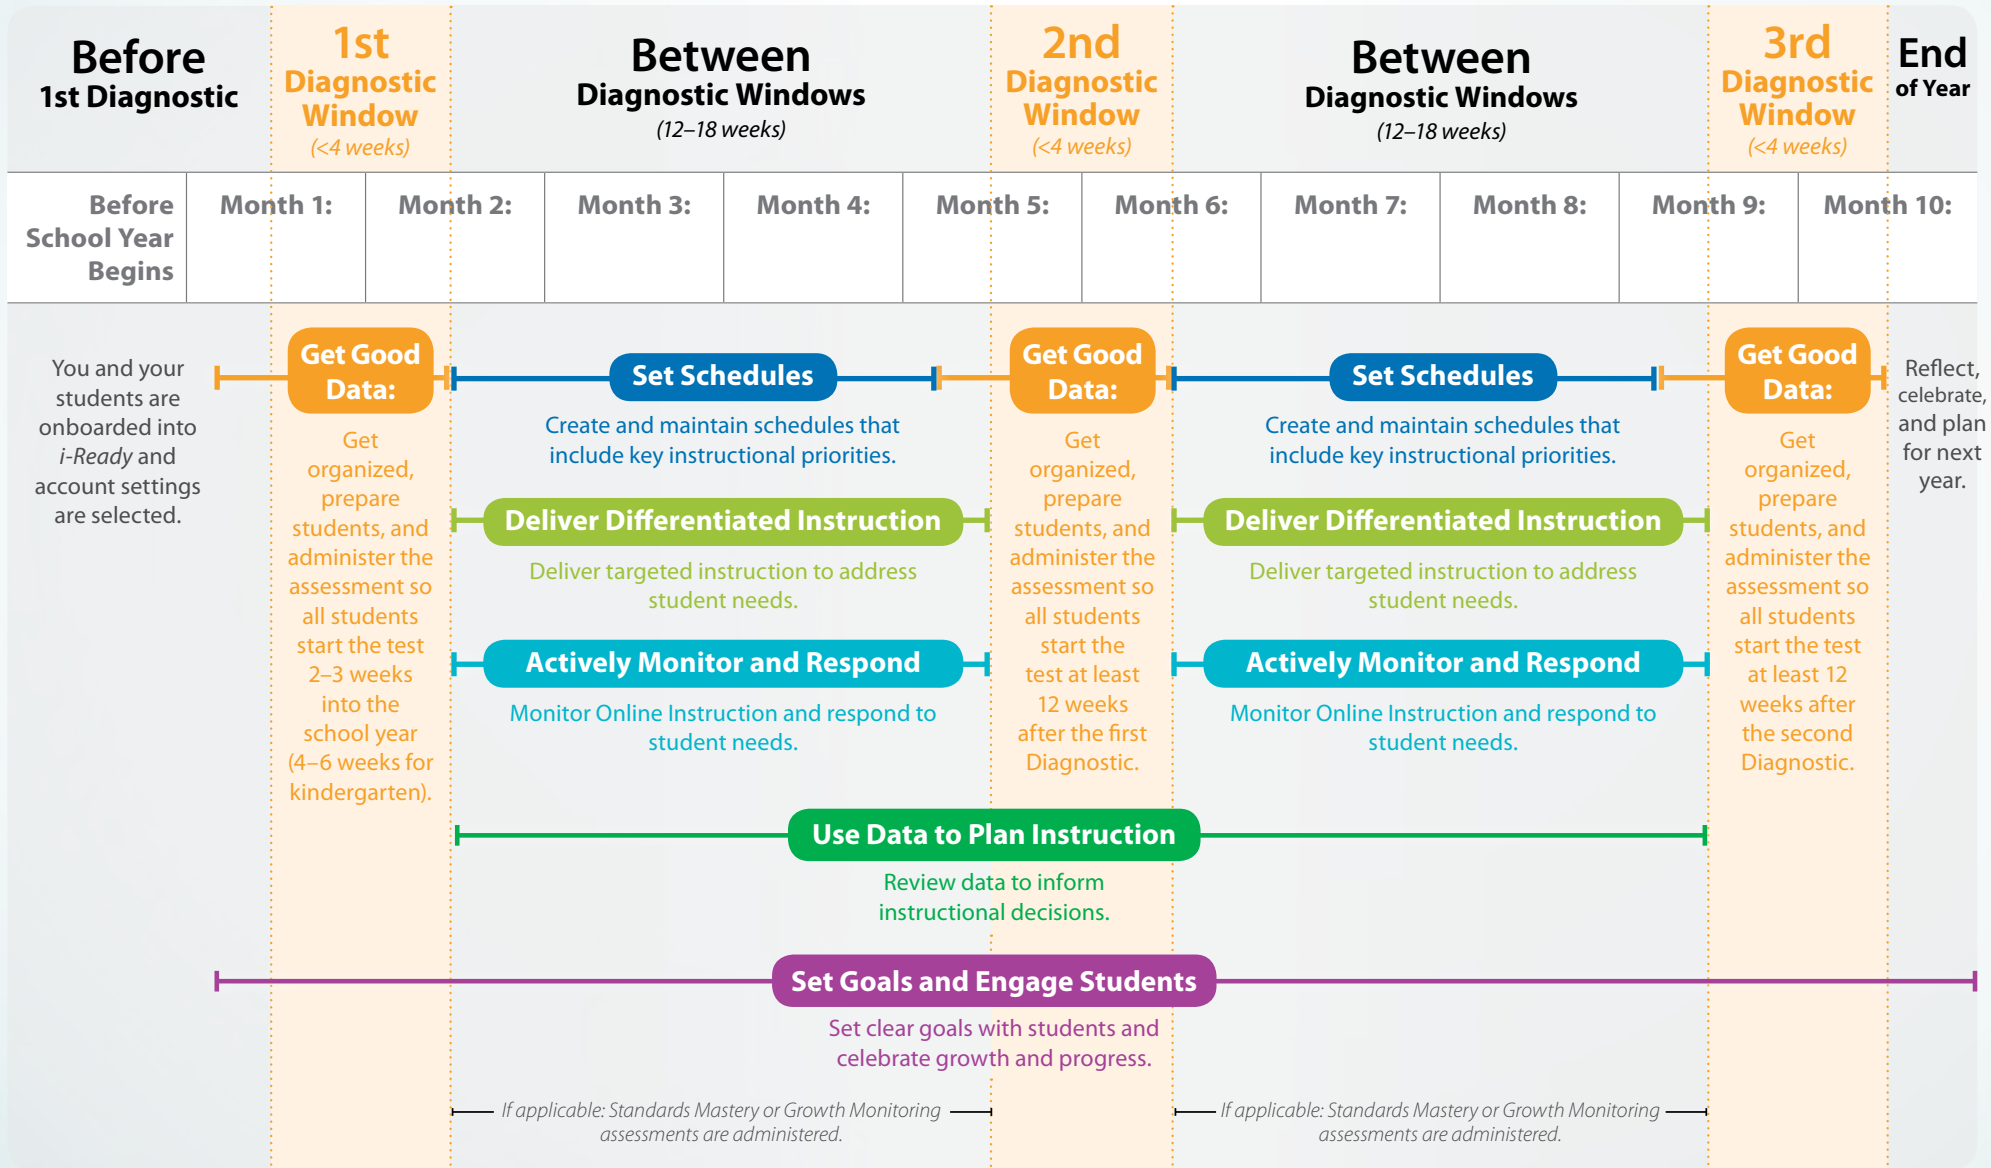 Before
1st Diagnostic
1st
Diagnostic
Window
(<4 weeks)
Between
Diagnostic Windows
(12–18 weeks)
2nd
Diagnostic
Window
(<4 weeks)
Between
Diagnostic Windows
(12–18 weeks)
3rd
Diagnostic
Window
(<4 weeks)
End
of Year
Before
School Year
Begins
Month 1:
Month 2:
Month 3:
Month 4:
Month 5:
Month 6:
Month 7:
Month 8:
Month 9:
Month 10:
You and your
students are
onboarded into
i-Ready and
account settings
are selected.
Get Good
Data:
Get
organized,
prepare
students, and
administer the
assessment so
all students
start the test
2–3 weeks
into the
school year
(4–6 weeks for
kindergarten).
Set Schedules
Create and maintain schedules that
include key instructional priorities.
Deliver Differentiated Instruction
Deliver targeted instruction to address
student needs.
Actively Monitor and Respond
Monitor Online Instruction and respond to
student needs.
Get Good
Data:
Get
organized,
prepare
students, and
administer the
assessment so
all students
start the
test at least
12 weeks
after the first
Diagnostic.
Set Schedules
Create and maintain schedules that
include key instructional priorities.
Deliver Differentiated Instruction
Deliver targeted instruction to address
student needs.
Actively Monitor and Respond
Monitor Online Instruction and respond to
student needs.
Get Good
Data:
Get
organized,
prepare
students, and
administer the
assessment so
all students
start the test
at least 12
weeks after
the second
Diagnostic.
Reflect,
celebrate,
and plan
for next
year.
Use Data to Plan Instruction
Review data to inform
instructional decisions.
Set Goals and Engage Students
Set clear goals with students and
celebrate growth and progress.
If applicable: Standards Mastery or Growth Monitoring
assessments are administered.
If applicable: Standards Mastery or Growth Monitoring
assessments are administered.